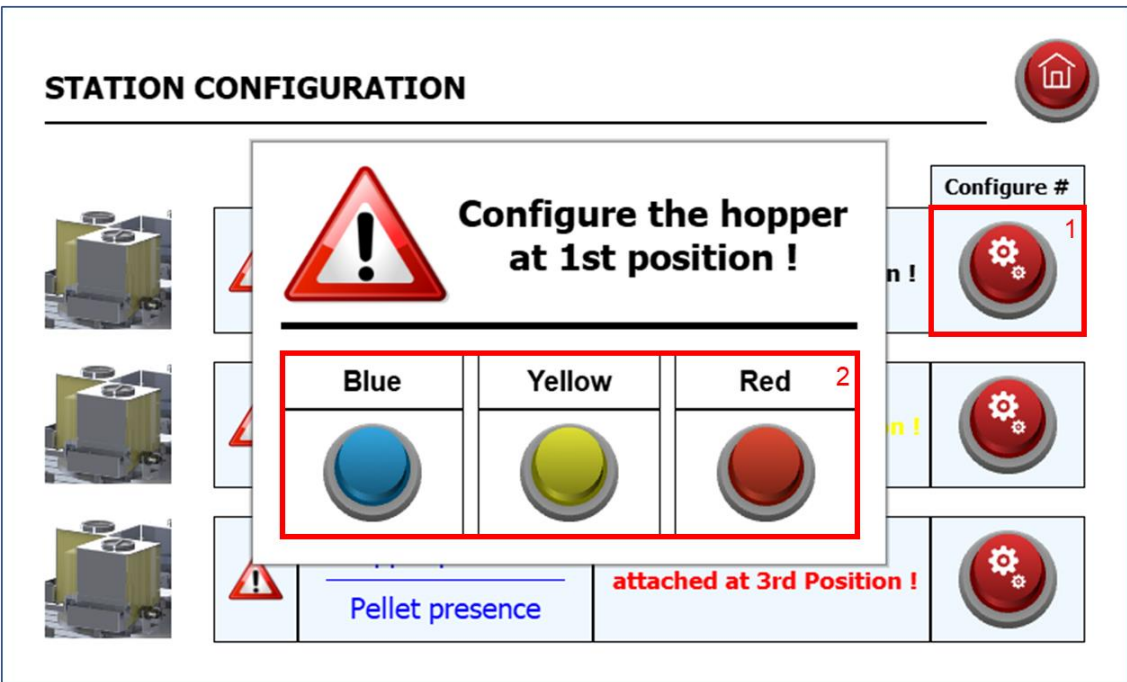 STATION CONFIGURATION
Configure #
1
Configure the hopper
at 1st position !
n !
Blue
Yellow
Red
2
n !
attached at 3rd Position !
Pellet presence